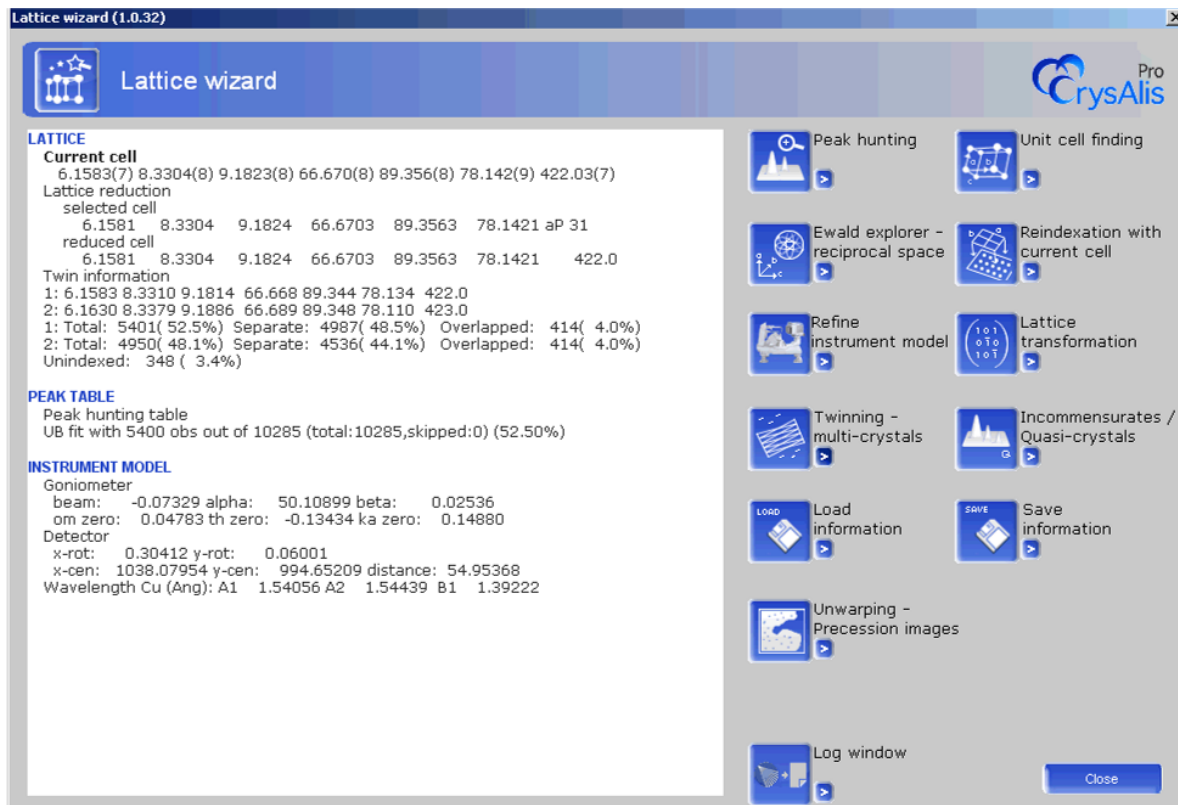 Lattice wizard (1.0.32)
Lattice wizard
CrysAlis Pro
LATTICE
Current cell
6.1583(7) 8.3304(8) 9.1823(8) 66.670(8) 89.356(8) 78.142(9) 422.03(7)
Lattice reduction
selected cell
6.1581 8.3304 9.1824 66.6703 89.3563 78.1421 aP 31
reduced cell
6.1581 8.3304 9.1824 66.6703 89.3563 78.1421 422.0
Twin information
1: 6.1583 8.3310 9.1814 66.668 89.344 78.134 422.0
2: 6.1630 8.3379 9.1886 66.689 89.348 78.110 423.0
1: Total: 5401( 52.5%) Separate: 4987( 48.5%) Overlapped: 414( 4.0%)
2: Total: 4950( 48.1%) Separate: 4536( 44.1%) Overlapped: 414( 4.0%)
Unindexed: 348 ( 3.4%)
PEAK TABLE
Peak hunting table
UB fit with 5400 obs out of 10285 (total:10285,skipped:0) (52.50%)
INSTRUMENT MODEL
Goniometer
beam: -0.07329 alpha: 50.10899 beta: 0.02536
om zero: 0.04783 th zero: -0.13434 ka zero: 0.14880
Detector
x-rot: 0.30412 y-rot: 0.06001
x-cen: 1038.07954 y-cen: 994.65209 distance: 54.95368
Wavelength Cu (Ang): A1 1.54056 A2 1.54439 B1 1.39222
Peak hunting
Unit cell finding
Ewald explorer -
reciprocal space
Reindexation with
current cell
Refine
instrument model
Lattice
transformation
Twinning -
multi-crystals
Incommensurates /
Quasi-crystals
LOAD
Load
information
SAVE
Save
information
Unwarping -
Precession images
Log window
Close